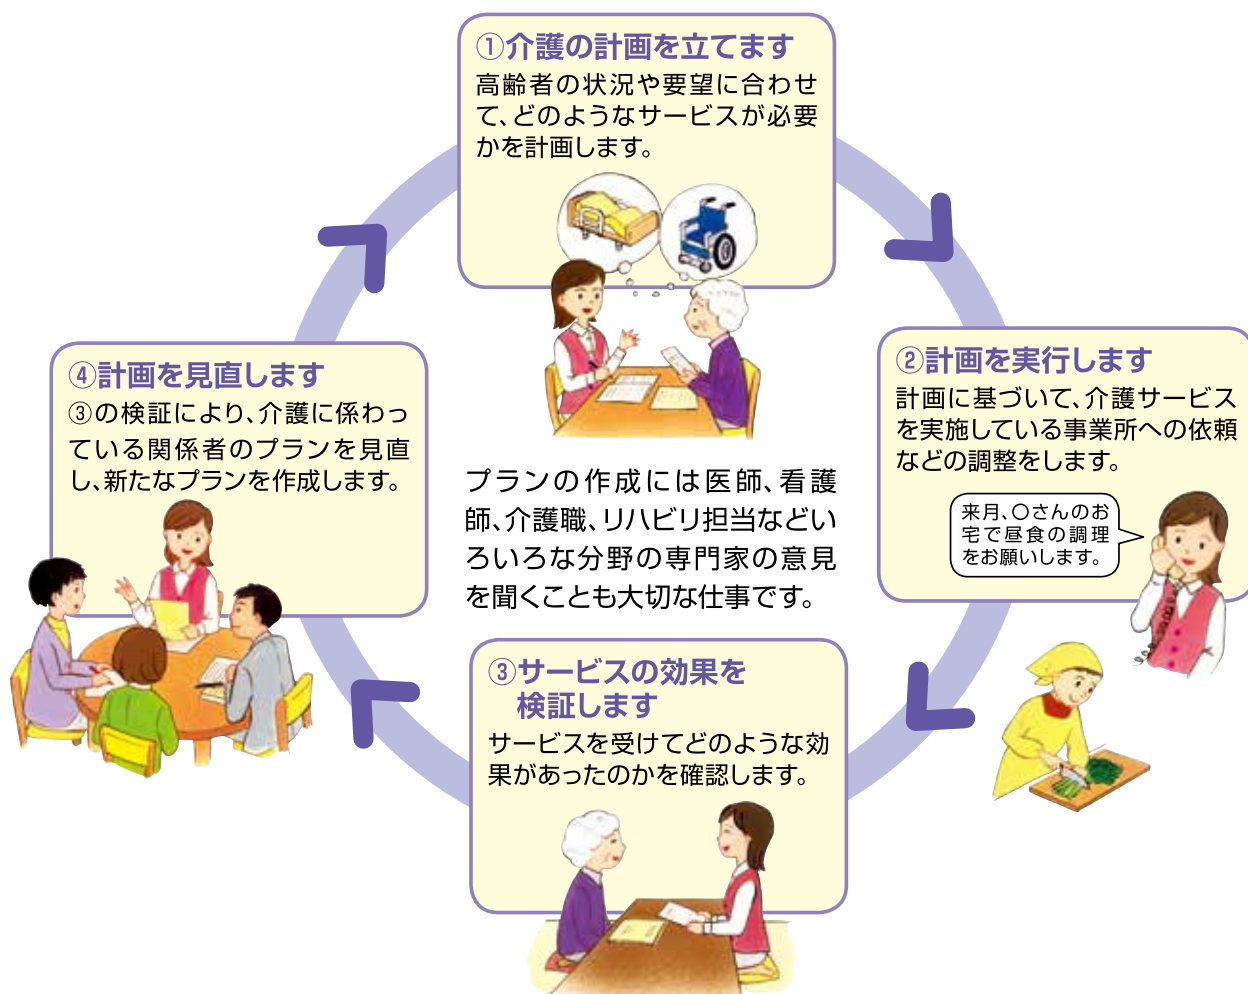 ①介護の計画を立てます
高齢者の状況や要望に合わせ
て、どのようなサービスが必要
かを計画します。
②計画を実行します
計画に基づいて、介護サービス
を実施している事業所への依頼
などの調整をします。
来月、〇さんのお
宅で昼食の調理
をお願いします。
③サービスの効果を
検証します
サービスを受けてどのような効
果があったのかを確認します。
④計画を見直します
③の検証により、介護に係わっ
ている関係者のプランを見直
し、新たなプランを作成します。
プランの作成には医師、看護
師、介護職、リハビリ担当などい
ろいろな分野の専門家の意見
を聞くことも大切な仕事です。